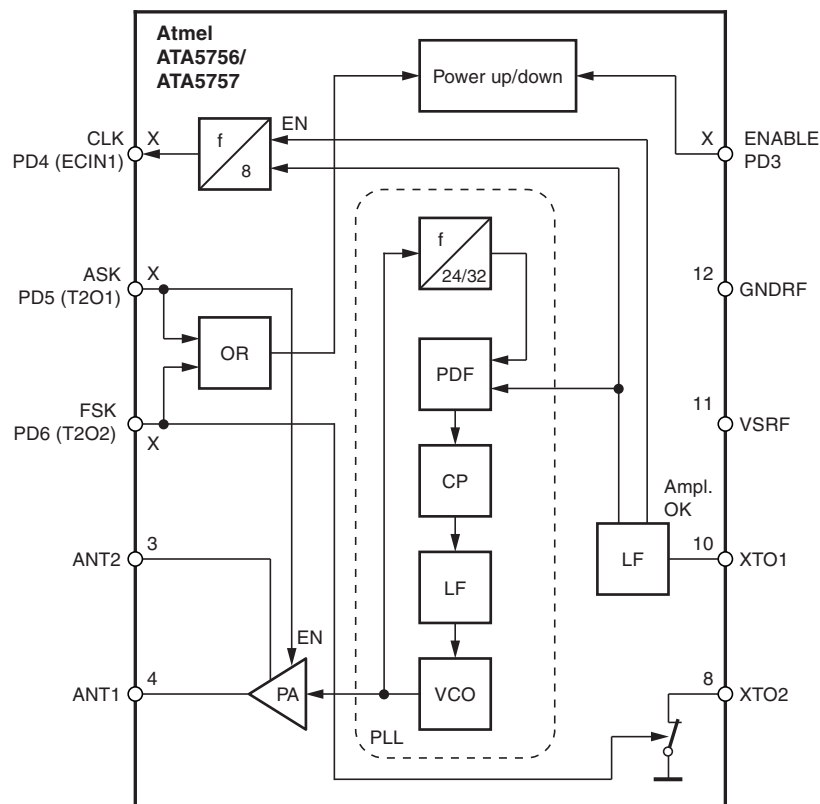 Atmel
ATA5756/
ATA5757
Power up/down
CLK
PD4 (ECIN1)
X
f
8
EN
X
ENABLE
PD3
f
24/32
ASK
PD5 (T2O1)
X
12
GNDRF
OR
PDF
FSK
PD6 (T2O2)
X
11
VSRF
CP
Ampl.
OK
ANT2
3
LF
LF
10
XTO1
EN
ANT1
4
PA
VCO
8
XTO2
PLL